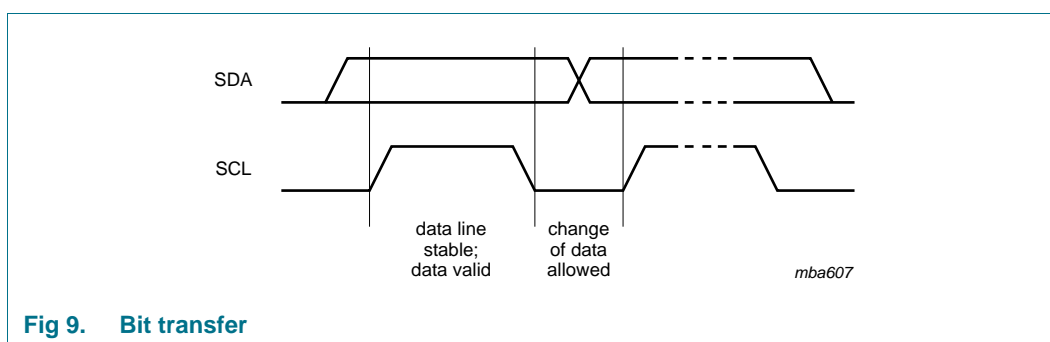 SDA
SCL
data line
stable;
data valid
change
of data
allowed
mba607
Fig 9. Bit transfer